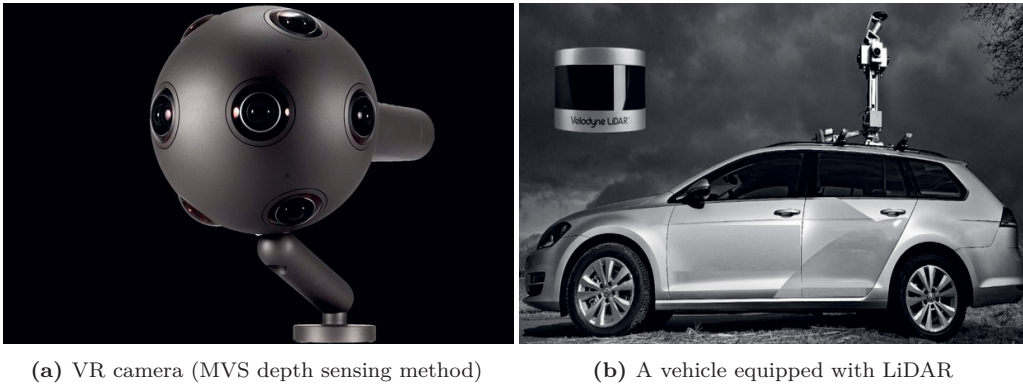 Velodyne LiDAR
(a) VR camera (MVS depth sensing method)
(b) A vehicle equipped with LiDAR